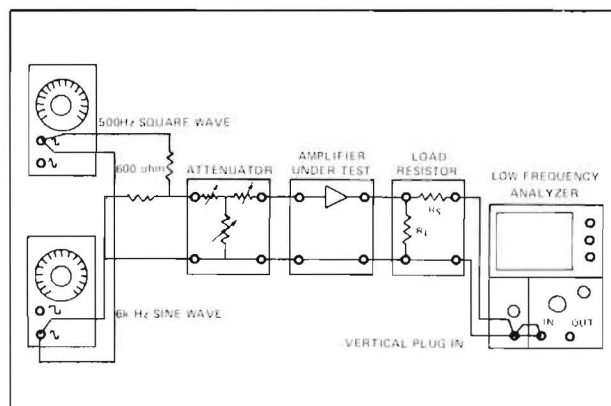 500Hz SQUARE WAVE
600 ohm
ATTENUATOR
AMPLIFIER
UNDER TEST
LOAD
RESISTOR
LOW FREQUENCY
ANALYZER
RS
RL
6k Hz SINE WAVE
IN
OUT
VERTICAL PLUG IN